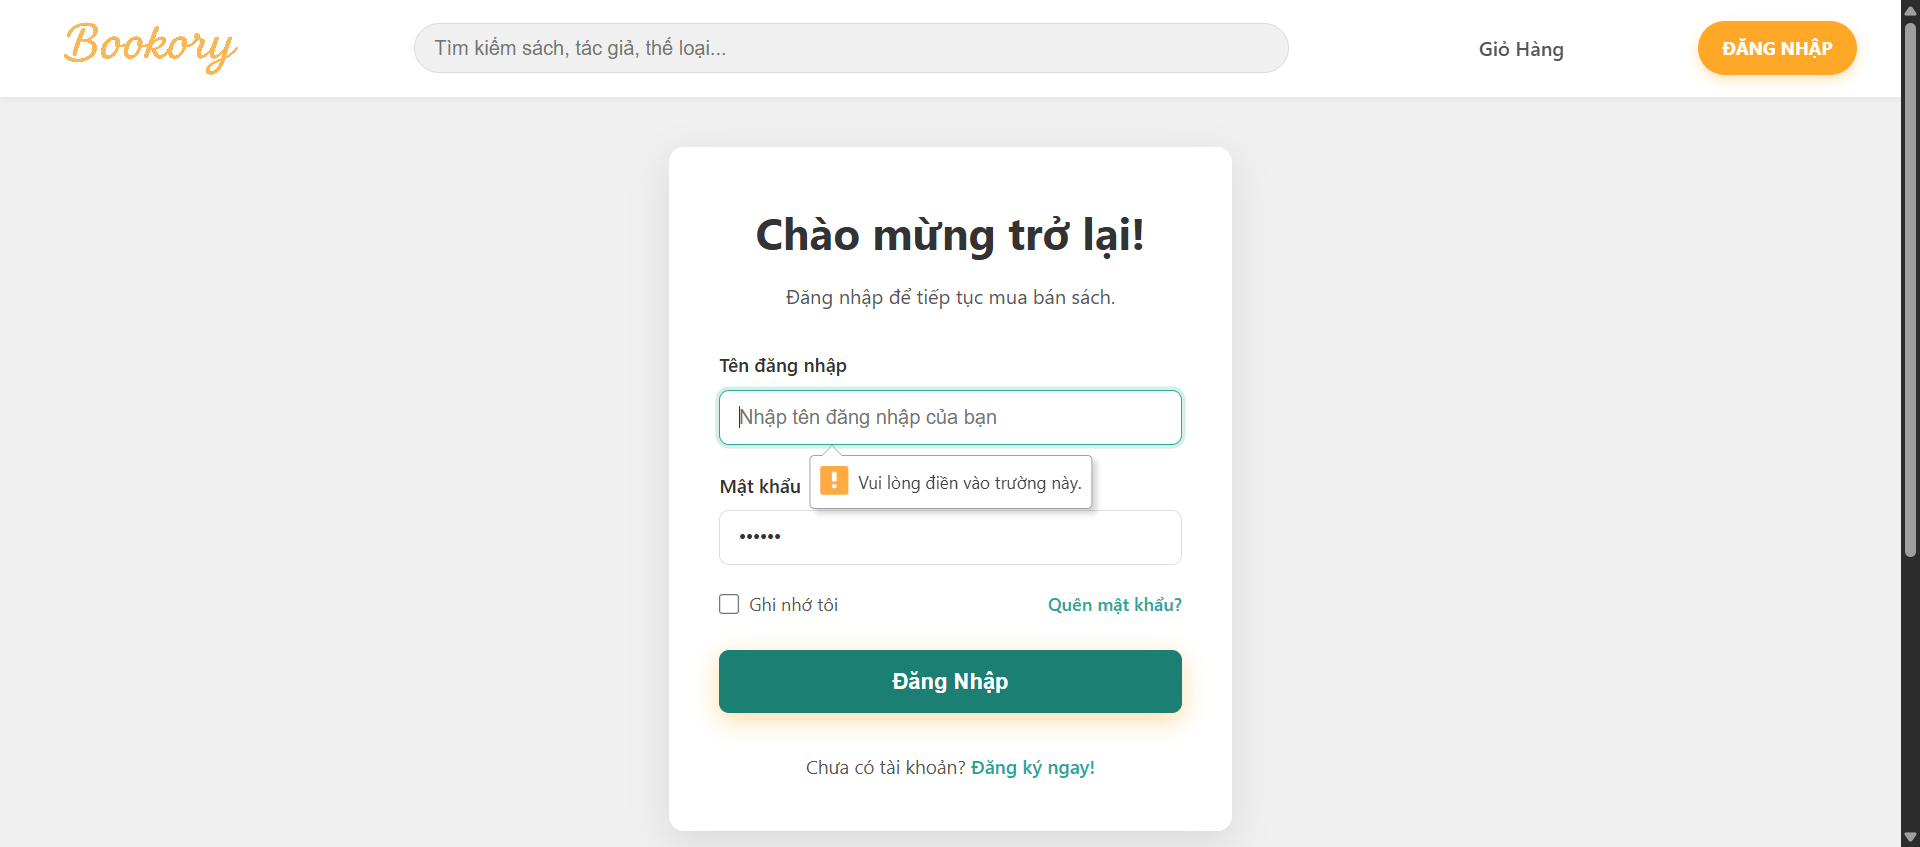 Bookory
Tìm kiếm sách, tác giả, thể loại...
Giỏ Hàng
ĐĂNG NHẬP
Chào mừng trở lại!
Đăng nhập để tiếp tục mua bán sách.
Tên đăng nhập
Nhập tên đăng nhập của bạn
Vui lòng điền vào trường này.
Mật khẩu
••••••
Ghi nhớ tôi
Quên mật khẩu?
Đăng Nhập
Chưa có tài khoản? Đăng ký ngay!